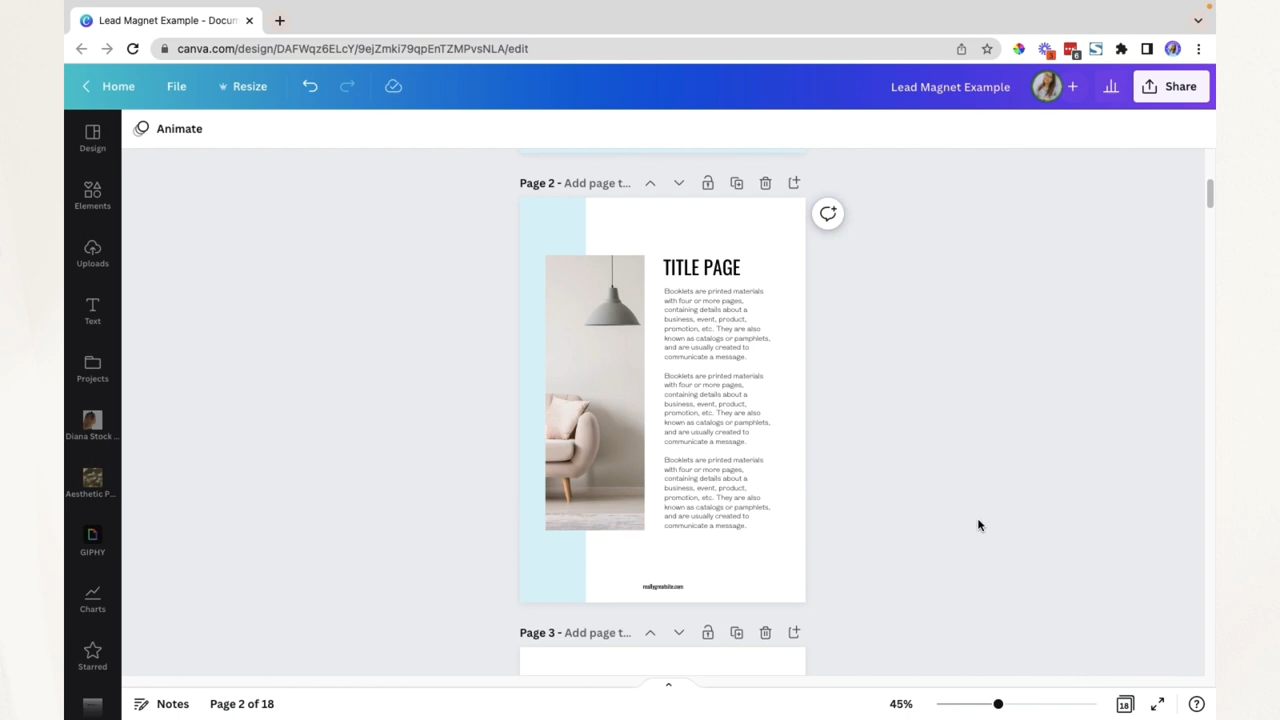 Lead Magnet Example - Docun
canva.com/design/DAFWqz6ELcY/9ejZmki79qpEnTZMPvsNLA/edit
3
6
Home
File
Resize
Lead Magnet Example
Share
Animate
Design
Elements
Uploads
Text
Projects
Diana Stock ...
Aesthetic P...
GIPHY
Charts
Starred
Page 2 - Add page t...
TITLE PAGE
Booklets are printed materials
with four or more pages,
containing details about a
business, event, product,
promotion, etc. They are also
known as catalogs or pamphlets,
and are usually created to
communicate a message.
Booklets are printed materials
with four or more pages,
containing details about a
business, event, product,
promotion, etc. They are also
known as catalogs or pamphlets,
and are usually created to
communicate a message.
Booklets are printed materials
with four or more pages,
containing details about a
business, event, product,
promotion, etc. They are also
known as catalogs or pamphlets,
and are usually created to
communicate a message.
reallygreatsite.com
Page 3 - Add page t...
Notes
Page 2 of 18
45%
18